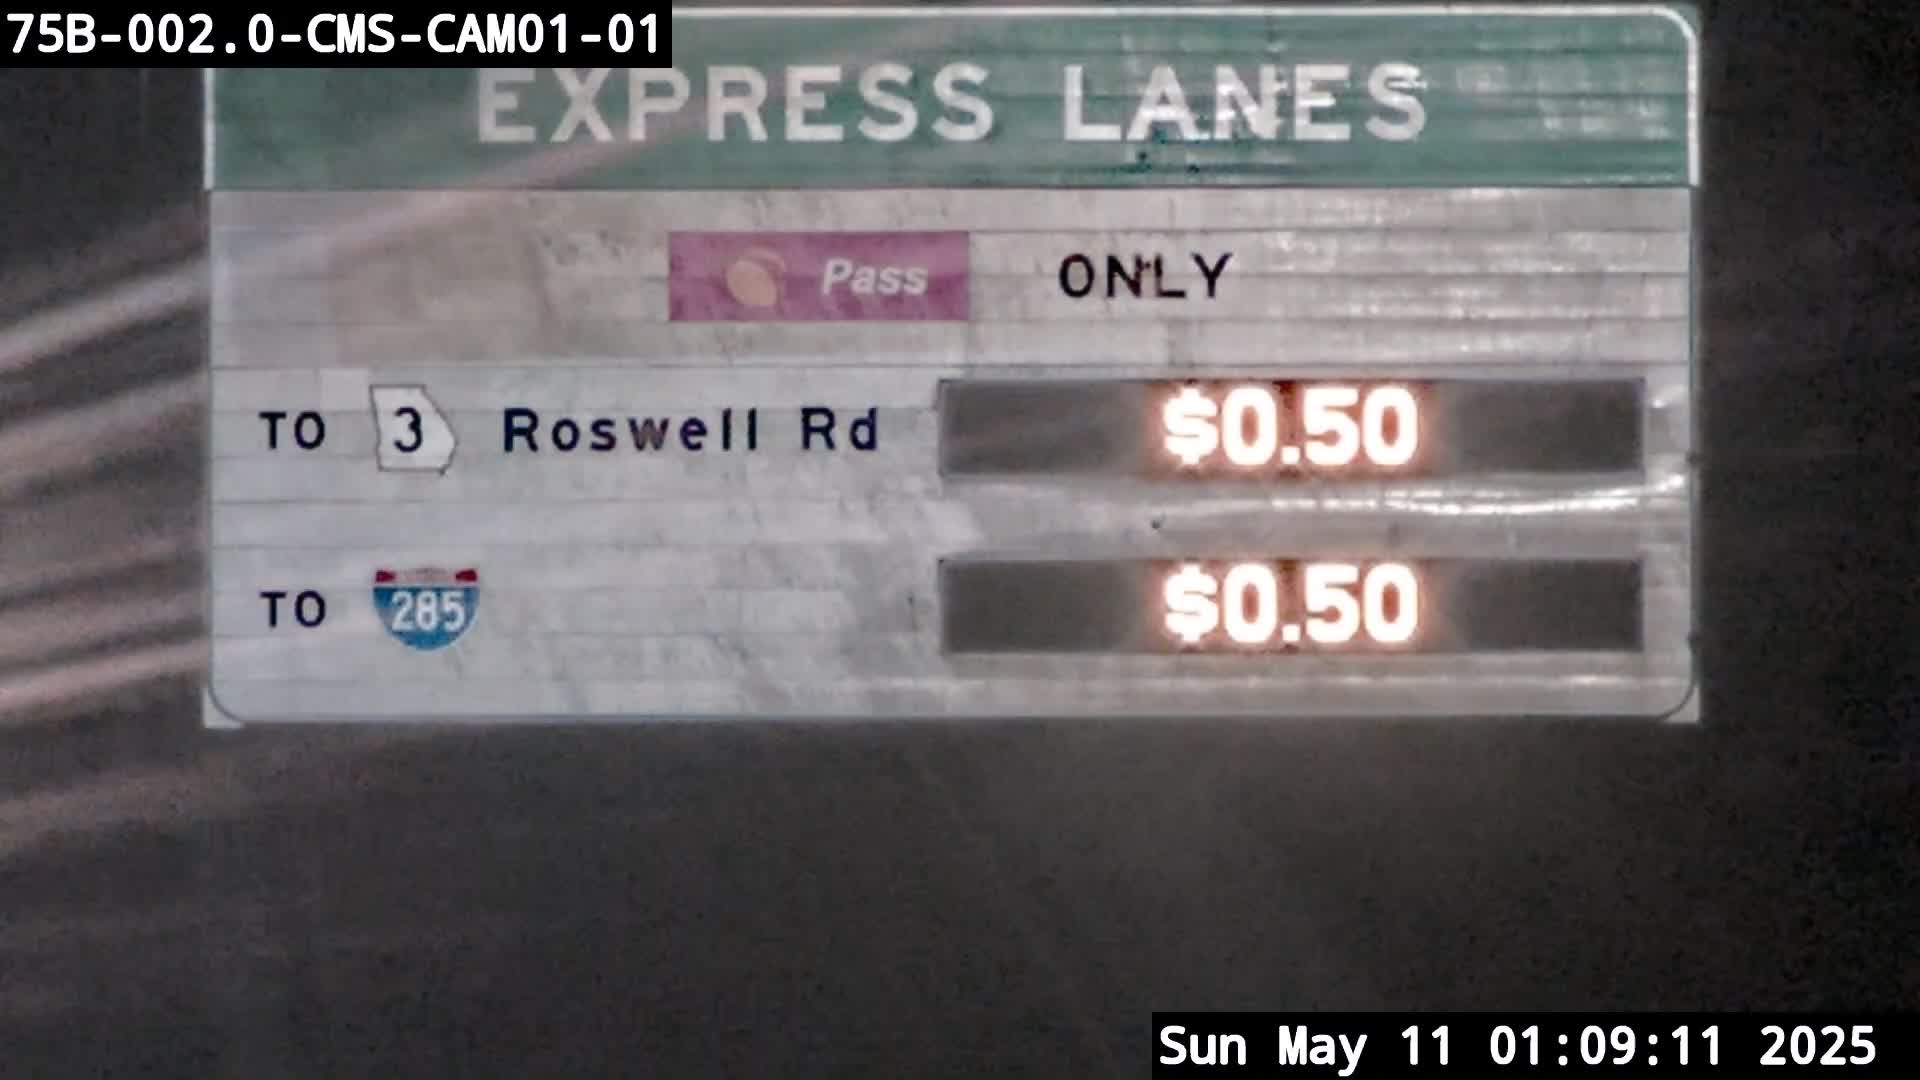 75B-002.0-CMS-CAM01-01
EXPRESS LANES
Pass ONLY
TO 3 Roswell Rd $0.50
TO 285 $0.50
Sun May 11 01:09:11 2025